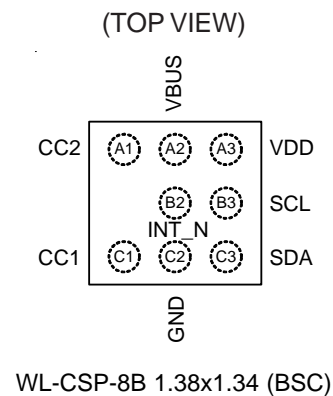 (TOP VIEW)
VBUS
CC2 A1 A2 A3 VDD
B2 B3 SCL
INT_N
CC1 C1 C2 C3 SDA
GND
WL-CSP-8B 1.38x1.34 (BSC)